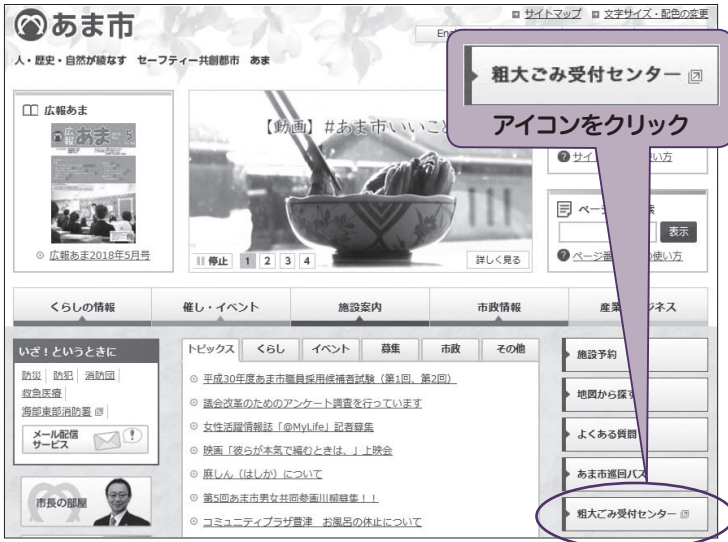 サイトマップ 文字サイズ・配色の変更
あま市
人・歴史・自然が綾なす セーフティー共創都市 あま
粗大ごみ受付センター
アイコンをクリック
広報あま
広報あま2018年5月号
【動画】#あま市いいこ
停止 1 2 3 4
詳しく見る
サイ
い方
ペー
表示
ページ番
の使い方
くらしの情報 催し・イベント 施設案内 市政情報 産業
ジネス
いざ!というときに
防災 防犯 消防団
救急医療
海部東部消防署
メール配信
サービス
市長の部屋
トピックス くらし イベント 募集 市政 その他
平成30年度あま市職員採用候補者試験(第1回、第2回)
議会改革のためのアンケート調査を行っています
女性活躍情報誌「@MyLife」記者募集
映画「彼らが本気で編むときは、」上映会
麻しん(はしか)について
第5回あま市男女共同参画川柳募集!!
コミュニティプラザ萱津 お風呂の休止について
施設予約
地図から探す
よくある質問
あま市巡回バス
粗大ごみ受付センター